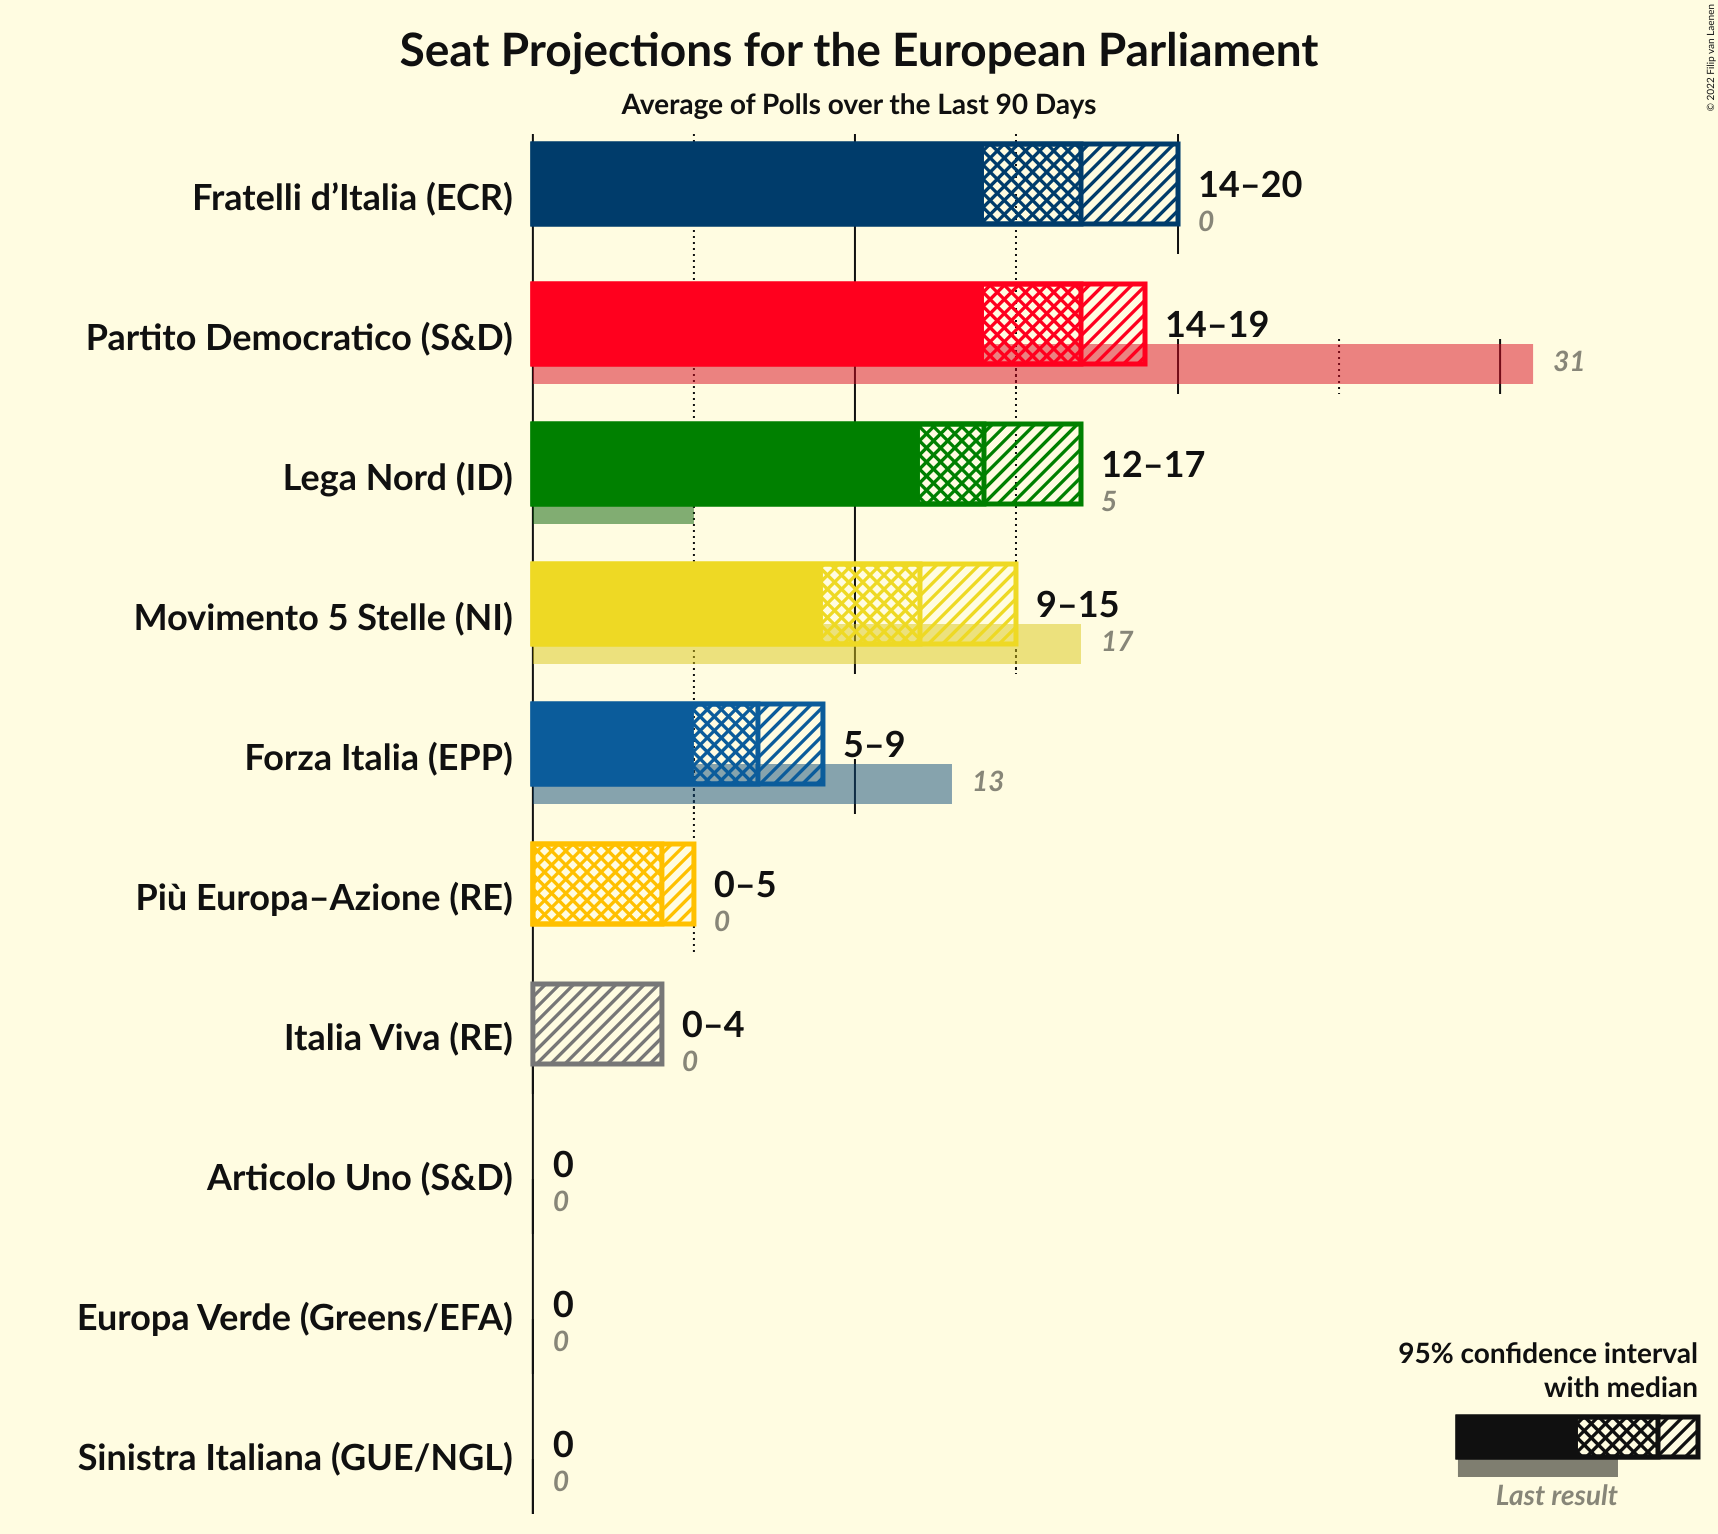 Seat Projections for the European Parliament
Average of Polls over the Last 90 Days
© 2022 Filip van Laenen
Fratelli d’Italia (ECR)
14–20
0
Partito Democratico (S&D)
14–19
31
Lega Nord (ID)
12–17
5
Movimento 5 Stelle (NI)
9–15
17
Forza Italia (EPP)
5–9
13
Più Europa–Azione (RE)
0–5
0
Italia Viva (RE)
0–4
0
Articolo Uno (S&D)
0
0
Europa Verde (Greens/EFA)
0
0
Sinistra Italiana (GUE/NGL)
0
0
95% confidence interval
with median
Last result